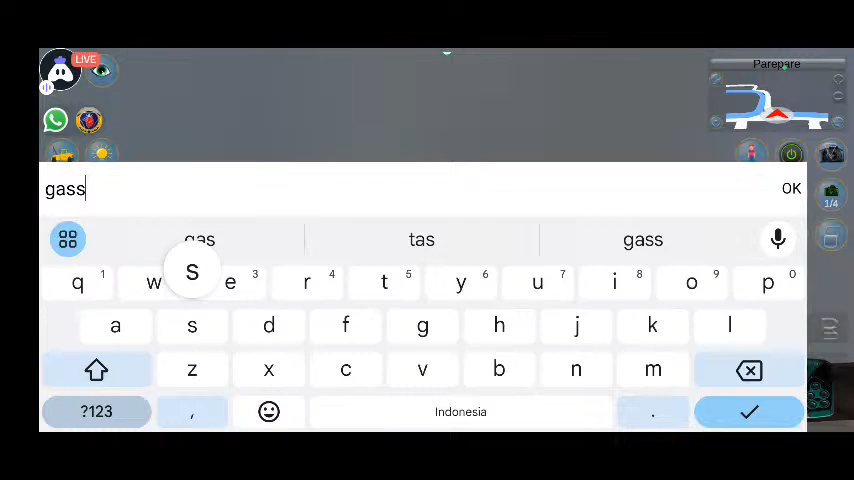 LIVE
Parepare
1/4
gass
OK
gas
tas
gass
q 1 w e 3 r 4 t 5 y 6 u 7 i 8 o 9 p 0
s
a s d f g h j k l
z x c v b n m
?123 , Indonesia .